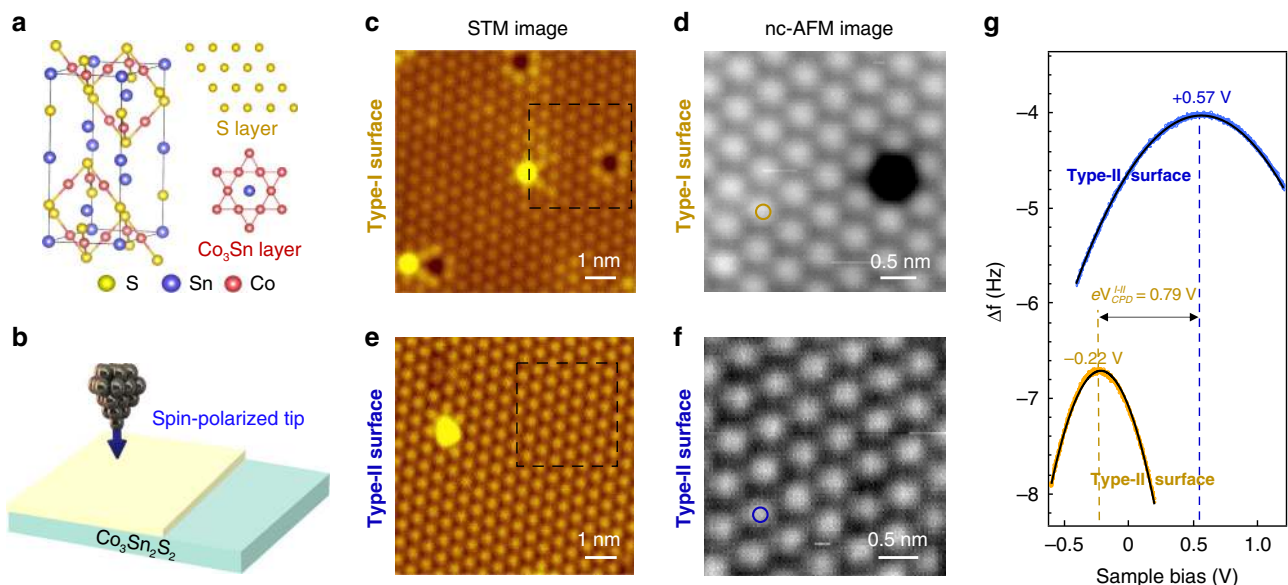 a
S layer
Co₃Sn layer
S Sn Co
b
Spin-polarized tip
Co₃Sn₂S₂
STM image
nc-AFM image
c
Type-I surface
1 nm
d
Type-I surface
0.5 nm
e
Type-II surface
1 nm
f
Type-II surface
0.5 nm
g
+0.57 V
−4
Type-II surface
−5
−6
Δf (Hz)
eV^{I-II}_{CPD} = 0.79 V
−0.22 V
−7
Type-II surface
−8
−0.5 0 0.5 1.0
Sample bias (V)